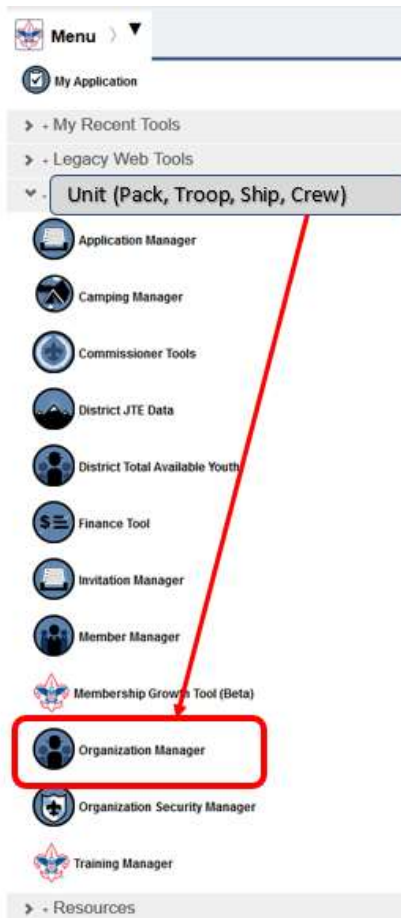 Menu
My Application
My Recent Tools
Legacy Web Tools
Unit (Pack, Troop, Ship, Crew)
Application Manager
Camping Manager
Commissioner Tools
District JTE Data
District Total Available Youth
Finance Tool
Invitation Manager
Member Manager
Membership Growth Tool (Beta)
Organization Manager
Organization Security Manager
Training Manager
Resources